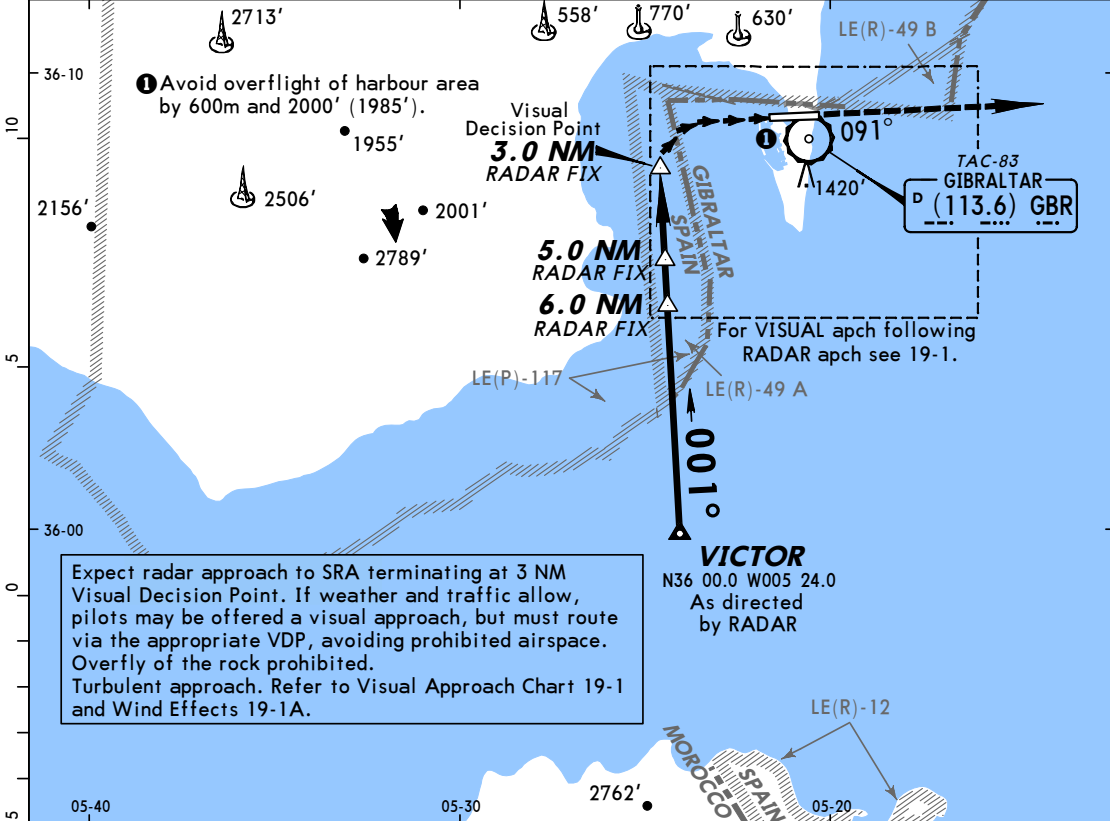 2713'
558'
770'
630'
LE(R)-49 B
36-10
1 Avoid overflight of harbour area
by 600m and 2000' (1985').
10
1955'
Visual
Decision Point
3.0 NM
RADAR FIX
1
091°
TAC-83
GIBRALTAR
D (113.6) GBR
1420'
2506'
2156'
2001'
2789'
GIBRALTAR
SPAIN
5.0 NM
RADAR FIX
6.0 NM
RADAR FIX
For VISUAL apch following
RADAR apch see 19-1.
5
LE(P)-117
LE(R)-49 A
001°
36-00
VICTOR
N36 00.0 W005 24.0
As directed
by RADAR
0
Expect radar approach to SRA terminating at 3 NM
Visual Decision Point. If weather and traffic allow,
pilots may be offered a visual approach, but must route
via the appropriate VDP, avoiding prohibited airspace.
Overfly of the rock prohibited.
Turbulent approach. Refer to Visual Approach Chart 19-1
and Wind Effects 19-1A.
LE(R)-12
MOROCCO
SPAIN
2762'
5
05-40
05-30
05-20